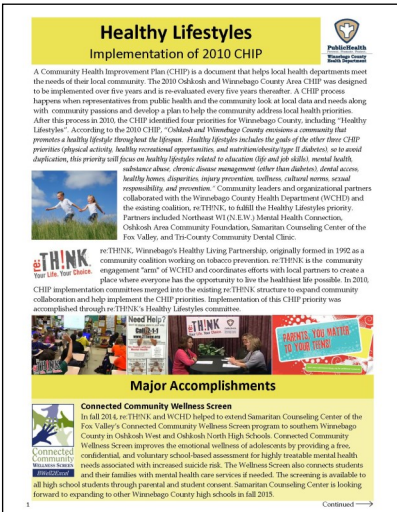 Healthy Lifestyles
Implementation of 2010 CHIP
PublicHealth
Winnebago County
Health Department
A Community Health Improvement Plan (CHIP) is a document that helps local health departments meet
the needs of their local community. The 2010 Oshkosh and Winnebago County Area CHIP was designed
to be implemented over five years and is re-evaluated every five years thereafter. A CHIP process
happens when representatives from public health and the community look at local data and needs along
with community passions and develop a plan to help the community address local health priorities.
After this process in 2010, the CHIP identified four priorities for Winnebago County, including “Healthy
Lifestyles”. According to the 2010 CHIP, “Oshkosh and Winnebago County envisions a community that
promotes a healthy lifestyle throughout the lifespan. Healthy lifestyles includes the goals of the other three CHIP
priorities (physical activity, healthy recreational opportunities, and nutrition/obesity/type II diabetes), so to avoid
duplication, this priority will focus on healthy lifestyles related to education (life and job skills), mental health,
substance abuse, chronic disease management (other than diabetes), dental access,
healthy homes, disparities, injury prevention, wellness, cultural norms, sexual
responsibility, and prevention.” Community leaders and organizational partners
collaborated with the Winnebago County Health Department (WCHD) and
the existing coalition, re:TH!NK, to fulfill the Healthy Lifestyles priority.
Partners included Northeast WI (N.E.W.) Mental Health Connection,
Oshkosh Area Community Foundation, Samaritan Counseling Center of the
Fox Valley, and Tri-County Community Dental Clinic.
re:TH!NK
Your Life. Your Choice.
re:TH!NK, Winnebago's Healthy Living Partnership, originally formed in 1992 as a
community coalition working on tobacco prevention. re:TH!NK is the community
engagement “arm” of WCHD and coordinates efforts with local partners to create a
place where everyone has the opportunity to live the healthiest life possible. In 2010,
CHIP implementation committees merged into the existing re:TH!NK structure to expand community
collaboration and help implement the CHIP priorities. Implementation of this CHIP priority was
accomplished through re:TH!NK's Healthy Lifestyles committee.
Need Help?
Call 2-1-1
TH!NK
PARENTS, YOU MATTER
TO YOUR TEENS!
Major Accomplishments
Connected
Community
WELLNESS SCREEN
BWell2Excel
Connected Community Wellness Screen
In fall 2014, re:TH!NK and WCHD helped to extend Samaritan Counseling Center of the
Fox Valley's Connected Community Wellness Screen program to southern Winnebago
County in Oshkosh West and Oshkosh North High Schools. Connected Community
Wellness Screen improves the emotional wellness of adolescents by providing a free,
confidential, and voluntary school-based assessment for highly treatable mental health
needs associated with increased suicide risk. The Wellness Screen also connects students
and their families with mental health care services if needed. The screening is available to
all high school students through parental and student consent. Samaritan Counseling Center is looking
forward to expanding to other Winnebago County high schools in fall 2015.
1
Continued